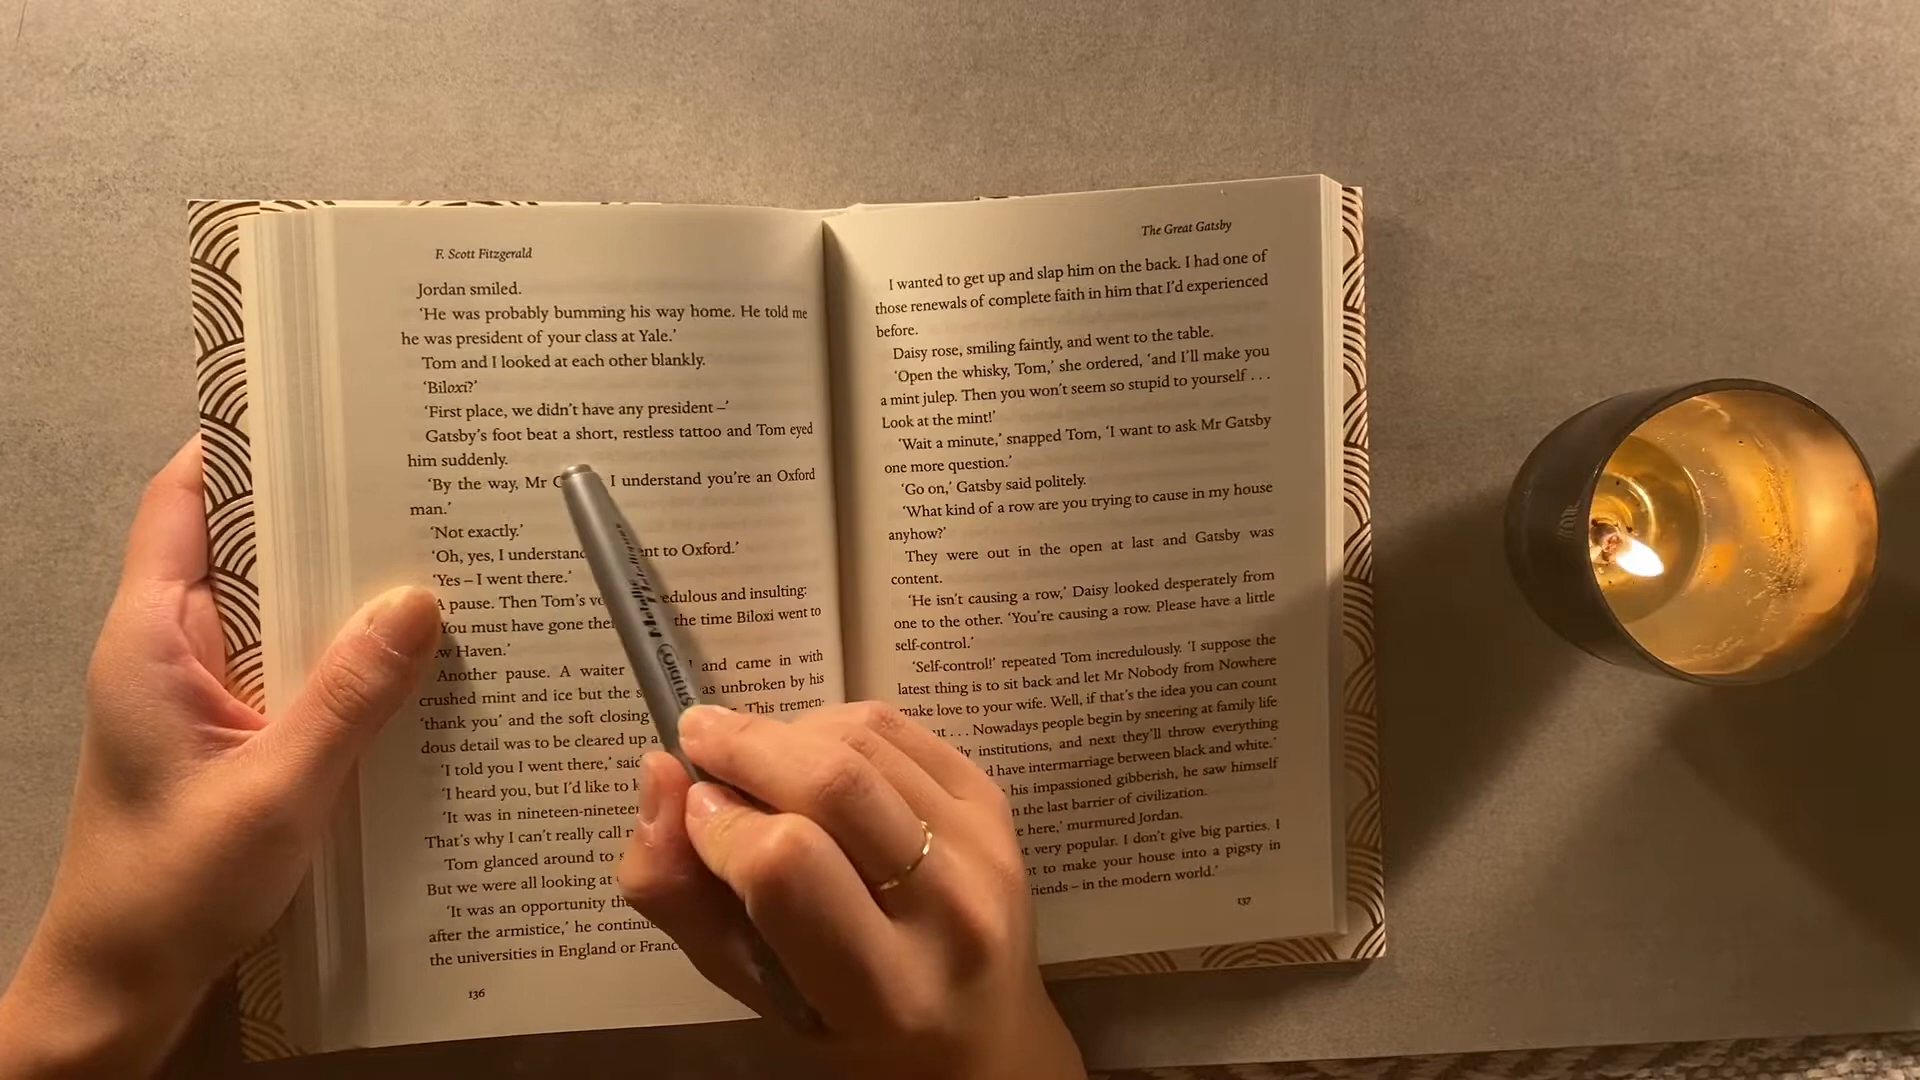 F. Scott Fitzgerald
Jordan smiled.
‘He was probably bumming his way home. He told me
he was president of your class at Yale.’
Tom and I looked at each other blankly.
‘Biloxi?’
‘First place, we didn’t have any president –’
Gatsby’s foot beat a short, restless tattoo and Tom eyed
him suddenly.
‘By the way, Mr I understand you’re an Oxford
man.’
‘Not exactly.’
‘Oh, yes, I understand to Oxford.’
‘Yes – I went there.’
A pause. Then Tom’s and insulting:
You must have gone the time Biloxi went to
Haven.’
Another pause. A waiter and came in with
crushed mint and ice but the unbroken by his
‘thank you’ and the soft closing This tremen-
dous detail was to be cleared up
‘I told you I went there,’
‘I heard you, but I’d like to
‘It was in
That’s why I can’t really call
Tom glanced around to
But we were all looking at
‘It was an opportunity
after the armistice,’ he
the universities in England or
136
STUDIO
Metallic
The Great Gatsby
I wanted to get up and slap him on the back. I had one of
those renewals of complete faith in him that I’d experienced
before.
Daisy rose, smiling faintly, and went to the table.
‘Open the whisky, Tom,’ she ordered, ‘and I’ll make you
a mint julep. Then you won’t seem so stupid to yourself . . .
Look at the mint!’
‘Wait a minute,’ snapped Tom, ‘I want to ask Mr Gatsby
one more question.’
‘Go on,’ Gatsby said politely.
‘What kind of a row are you trying to cause in my house
anyhow?’
They were out in the open at last and Gatsby was
content.
‘He isn’t causing a row,’ Daisy looked desperately from
one to the other. ‘You’re causing a row. Please have a little
self-control.’
‘Self-control!’ repeated Tom incredulously. ‘I suppose the
latest thing is to sit back and let Mr Nobody from Nowhere
make love to your wife. Well, if that’s the idea you can count
. . . Nowadays people begin by sneering at family life
institutions, and next they’ll throw everything
have intermarriage between black and white.’
his impassioned gibberish, he saw himself
the last barrier of civilization.
here,’ murmured Jordan.
very popular. I don’t give big parties. I
to make your house into a pigsty in
– in the modern world.’
137